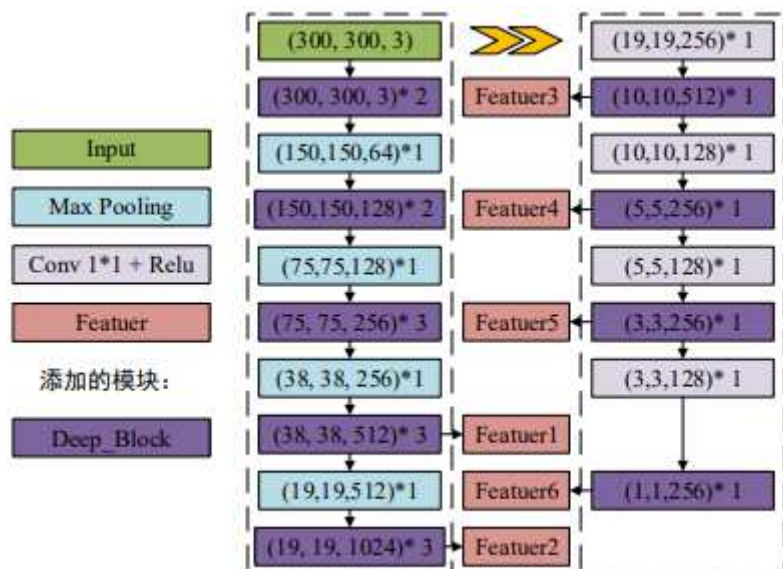 Input
Max Pooling
Conv 1*1 + Relu
Featuer
添加的模块：
Deep_Block
(300, 300, 3)
(300, 300, 3)* 2
(150,150,64)*1
(150,150,128)* 2
(75,75,128)*1
(75, 75, 256)* 3
(38, 38, 256)*1
(38, 38, 512)* 3
(19,19,512)*1
(19, 19, 1024)* 3
Featuer3
Featuer4
Featuer5
Featuer1
Featuer6
Featuer2
(19,19,256)* 1
(10,10,512)* 1
(10,10,128)* 1
(5,5,256)* 1
(5,5,128)* 1
(3,3,256)* 1
(3,3,128)* 1
(1,1,256)* 1